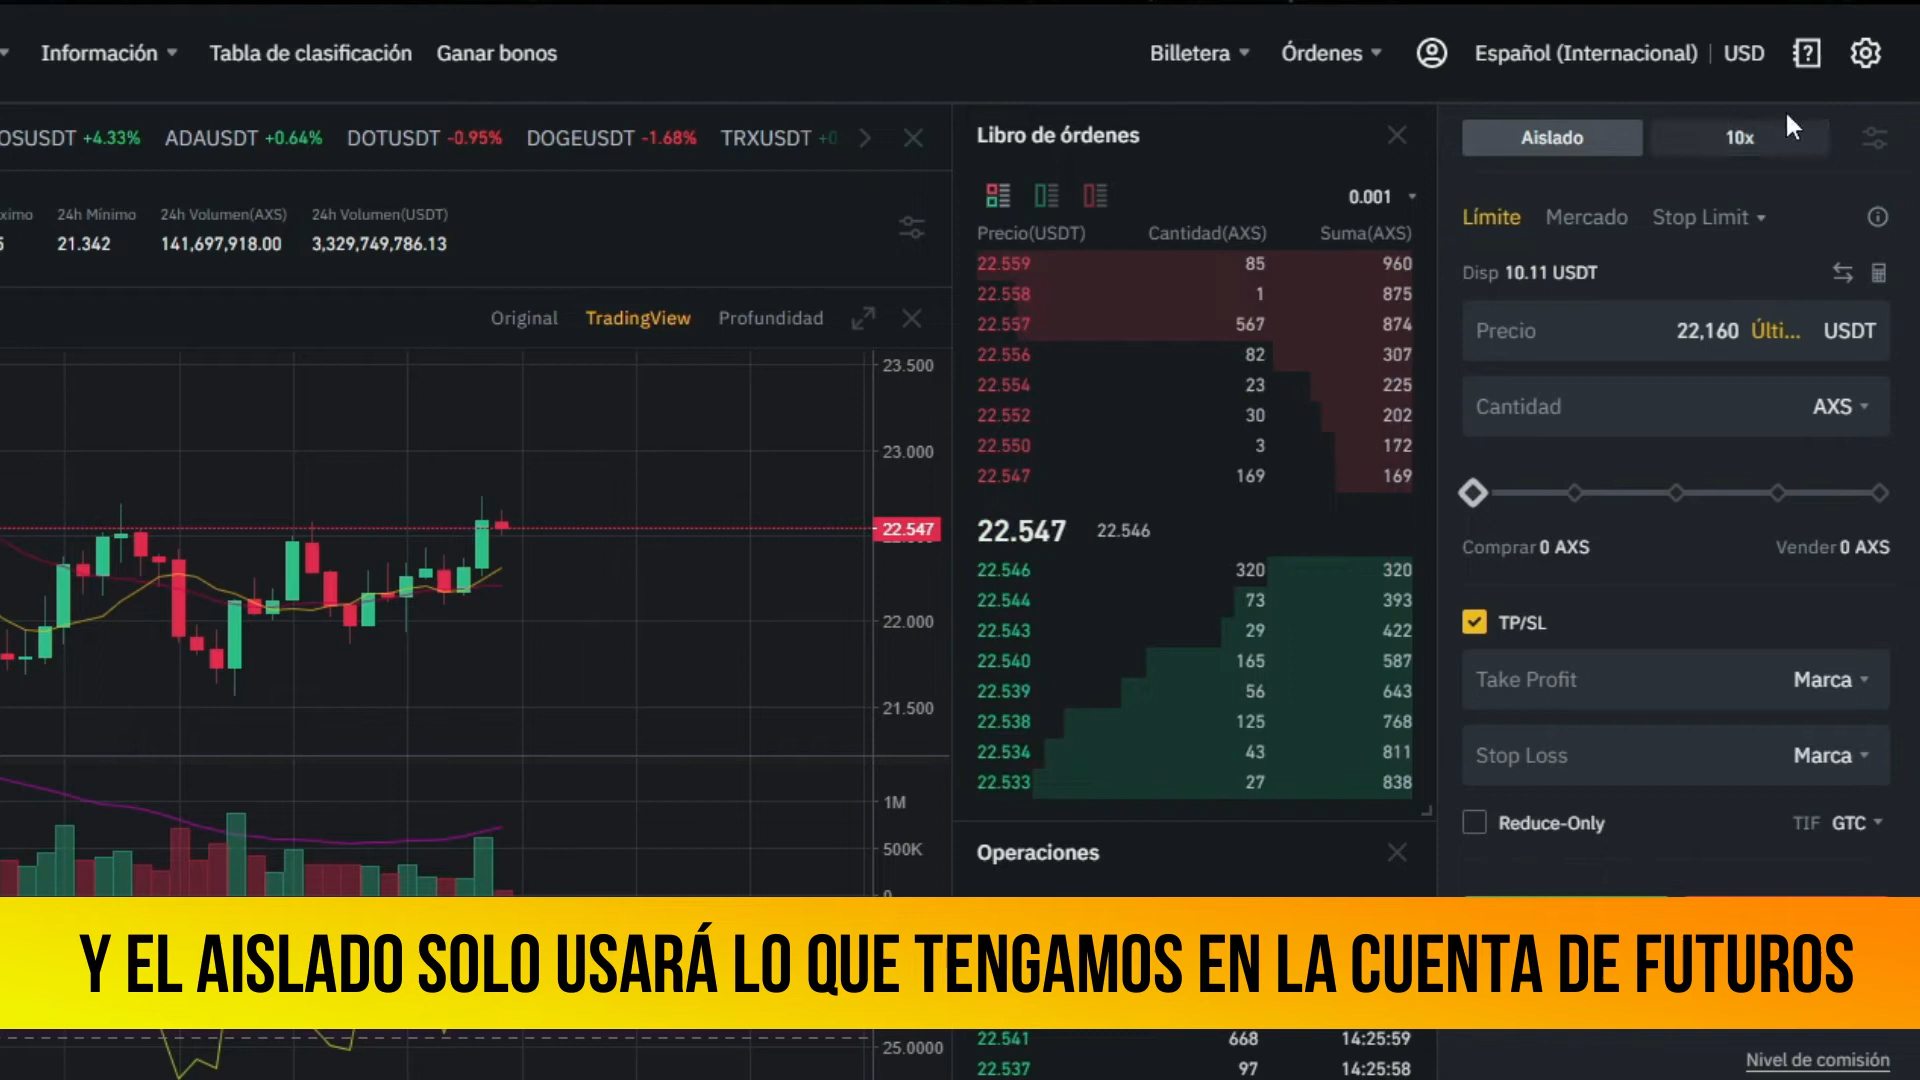 Información
Tabla de clasificación
Ganar bonos
Billetera
Órdenes
Español (Internacional) | USD
OSUSDT +4.33% ADAUSDT +0.64% DOTUSDT -0.95% DOGEUSDT -1.68% TRXUSDT +0
ximo 24h Mínimo 24h Volumen(AXS) 24h Volumen(USDT)
5 21.342 141,697,918.00 3,329,749,786.13
Original TradingView Profundidad
23.500
23.000
22.547
22.000
21.500
1M
500K
0
25.0000
Libro de órdenes
0.001
Precio(USDT) Cantidad(AXS) Suma(AXS)
22.559 85 960
22.558 1 875
22.557 567 874
22.556 82 307
22.554 23 225
22.552 30 202
22.550 3 172
22.547 169 169
22.547 22.546
22.546 320 320
22.544 73 393
22.543 29 422
22.540 165 587
22.539 56 643
22.538 125 768
22.534 43 811
22.533 27 838
Operaciones
22.541 668 14:25:59
22.537 97 14:25:58
Aislado 10x
Límite Mercado Stop Limit
Disp 10.11 USDT
Precio 22,160 Últi... USDT
Cantidad AXS
Comprar 0 AXS Vender 0 AXS
TP/SL
Take Profit Marca
Stop Loss Marca
Reduce-Only TIF GTC
Y EL AISLADO SOLO USARÁ LO QUE TENGAMOS EN LA CUENTA DE FUTUROS
Nivel de comisión